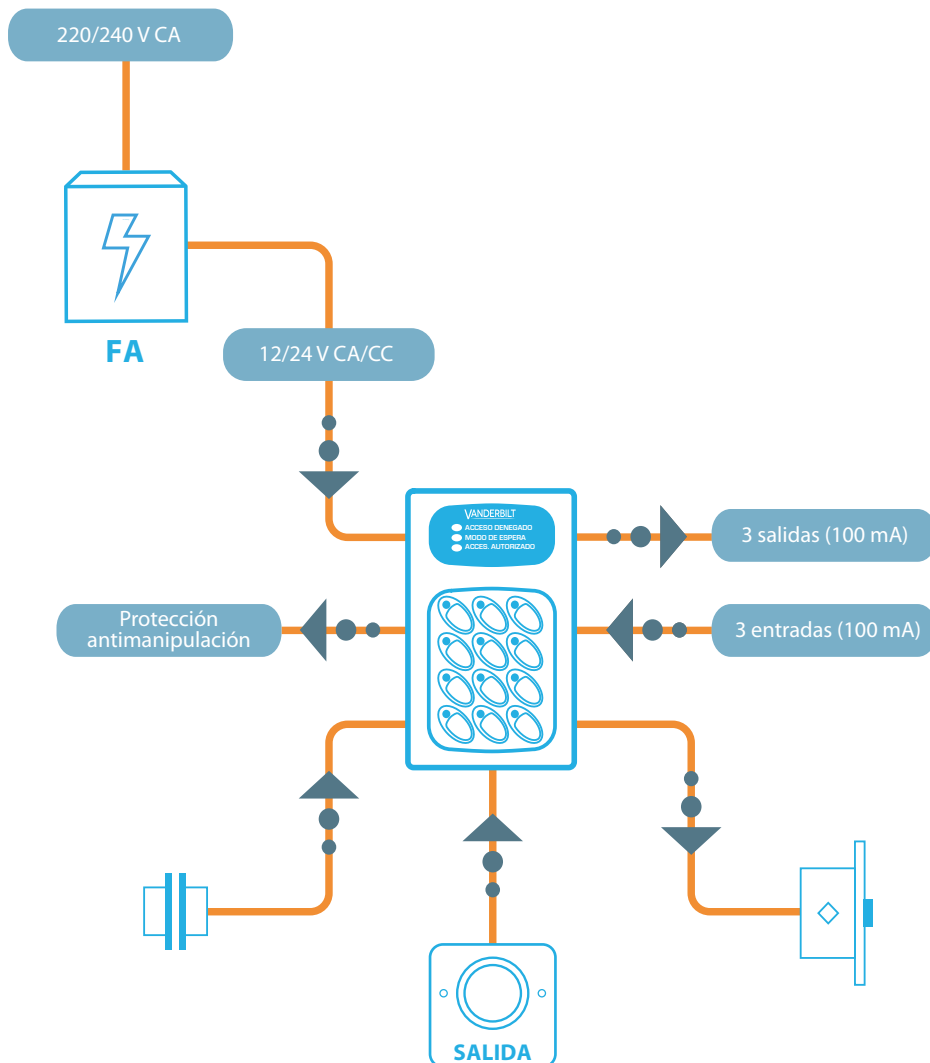 220/240 V CA
FA
12/24 V CA/CC
VANDERBILT
ACCESO DENEGADO
MODO DE ESPERA
ACCES. AUTORIZADO
3 salidas (100 mA)
Protección
antimanipulación
3 entradas (100 mA)
SALIDA